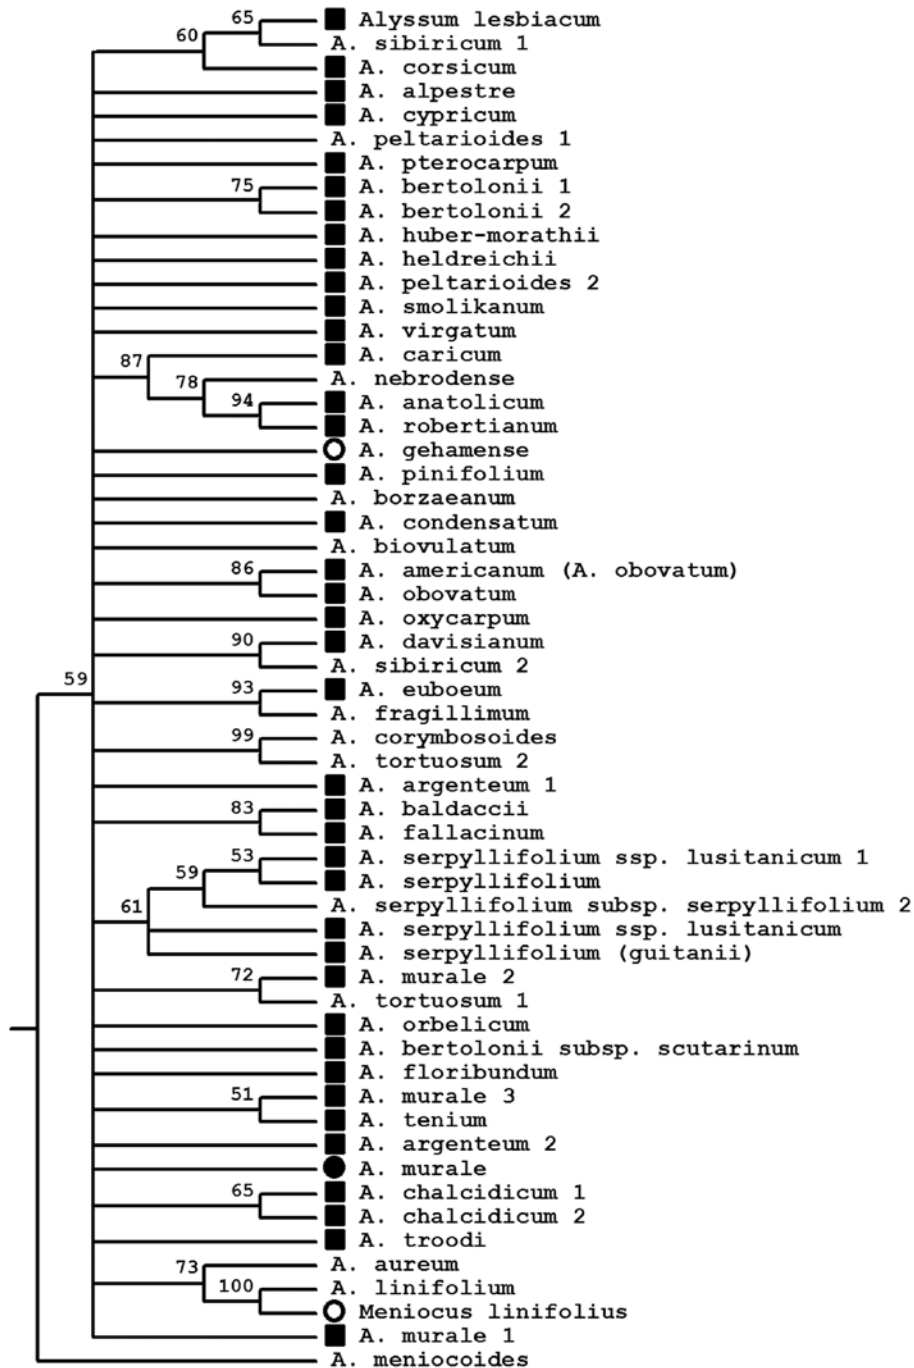 65
Alyssum lesbiacum
60
A. sibiricum 1
A. corsicum
A. alpestre
A. cypricum
A. peltarioides 1
A. pterocarpum
75
A. bertolonii 1
A. bertolonii 2
A. huber-morathii
A. heldreichii
A. peltarioides 2
A. smolikanum
A. virgatum
87
A. caricum
78
A. nebrodense
94
A. anatolicum
A. robertianum
A. gehamense
A. pinifolium
A. borzaeanum
A. condensatum
A. biovulatum
86
A. americanum (A. obovatum)
A. obovatum
A. oxycarpum
90
A. davisianum
A. sibiricum 2
59
93
A. euboeum
A. fragillimum
99
A. corymbosoides
A. tortuosum 2
A. argenteum 1
83
A. baldaccii
A. fallacinum
53
A. serpyllifolium ssp. lusitanicum 1
59
A. serpyllifolium
61
A. serpyllifolium subsp. serpyllifolium 2
A. serpyllifolium ssp. lusitanicum
A. serpyllifolium (guitanii)
72
A. murale 2
A. tortuosum 1
A. orbelicum
A. bertolonii subsp. scutarinum
A. floribundum
51
A. murale 3
A. tenium
A. argenteum 2
A. murale
65
A. chalcidicum 1
A. chalcidicum 2
A. troodi
73
A. aureum
100
A. linifolium
Meniocus linifolius
A. murale 1
A. meniocoides